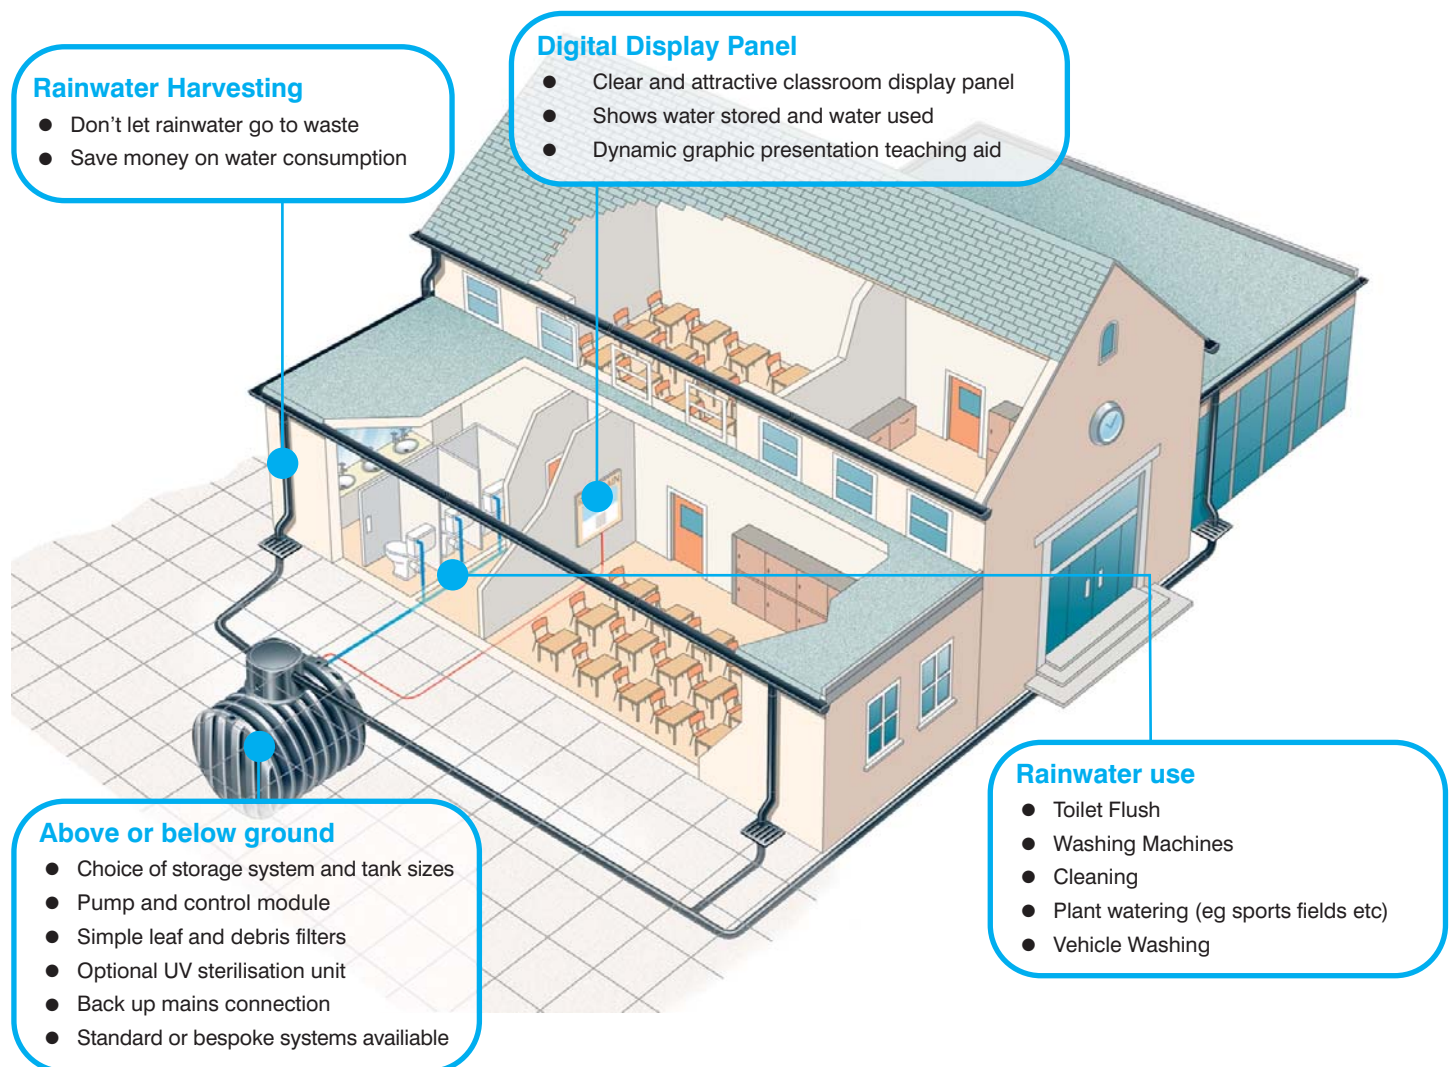 Rainwater Harvesting
● Don’t let rainwater go to waste
● Save money on water consumption
Digital Display Panel
● Clear and attractive classroom display panel
● Shows water stored and water used
● Dynamic graphic presentation teaching aid
Above or below ground
● Choice of storage system and tank sizes
● Pump and control module
● Simple leaf and debris filters
● Optional UV sterilisation unit
● Back up mains connection
● Standard or bespoke systems availiable
Rainwater use
● Toilet Flush
● Washing Machines
● Cleaning
● Plant watering (eg sports fields etc)
● Vehicle Washing